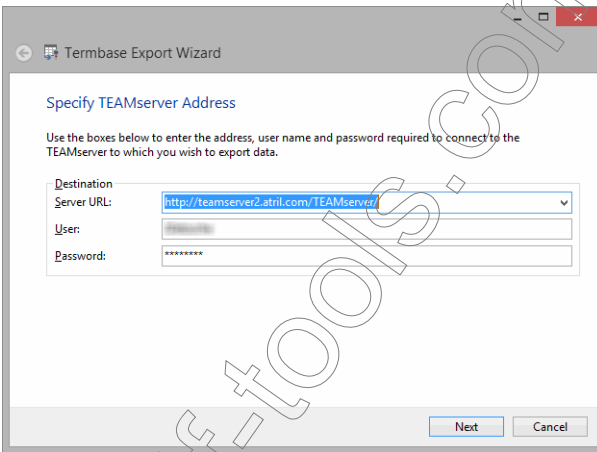 Termbase Export Wizard
Specify TEAMserver Address
Use the boxes below to enter the address, user name and password required to connect to the
TEAMserver to which you wish to export data.
Destination
Server URL: http://teamserver2.atril.com/TEAMserver/
User:
Password: ********
Next Cancel
f-tools.com